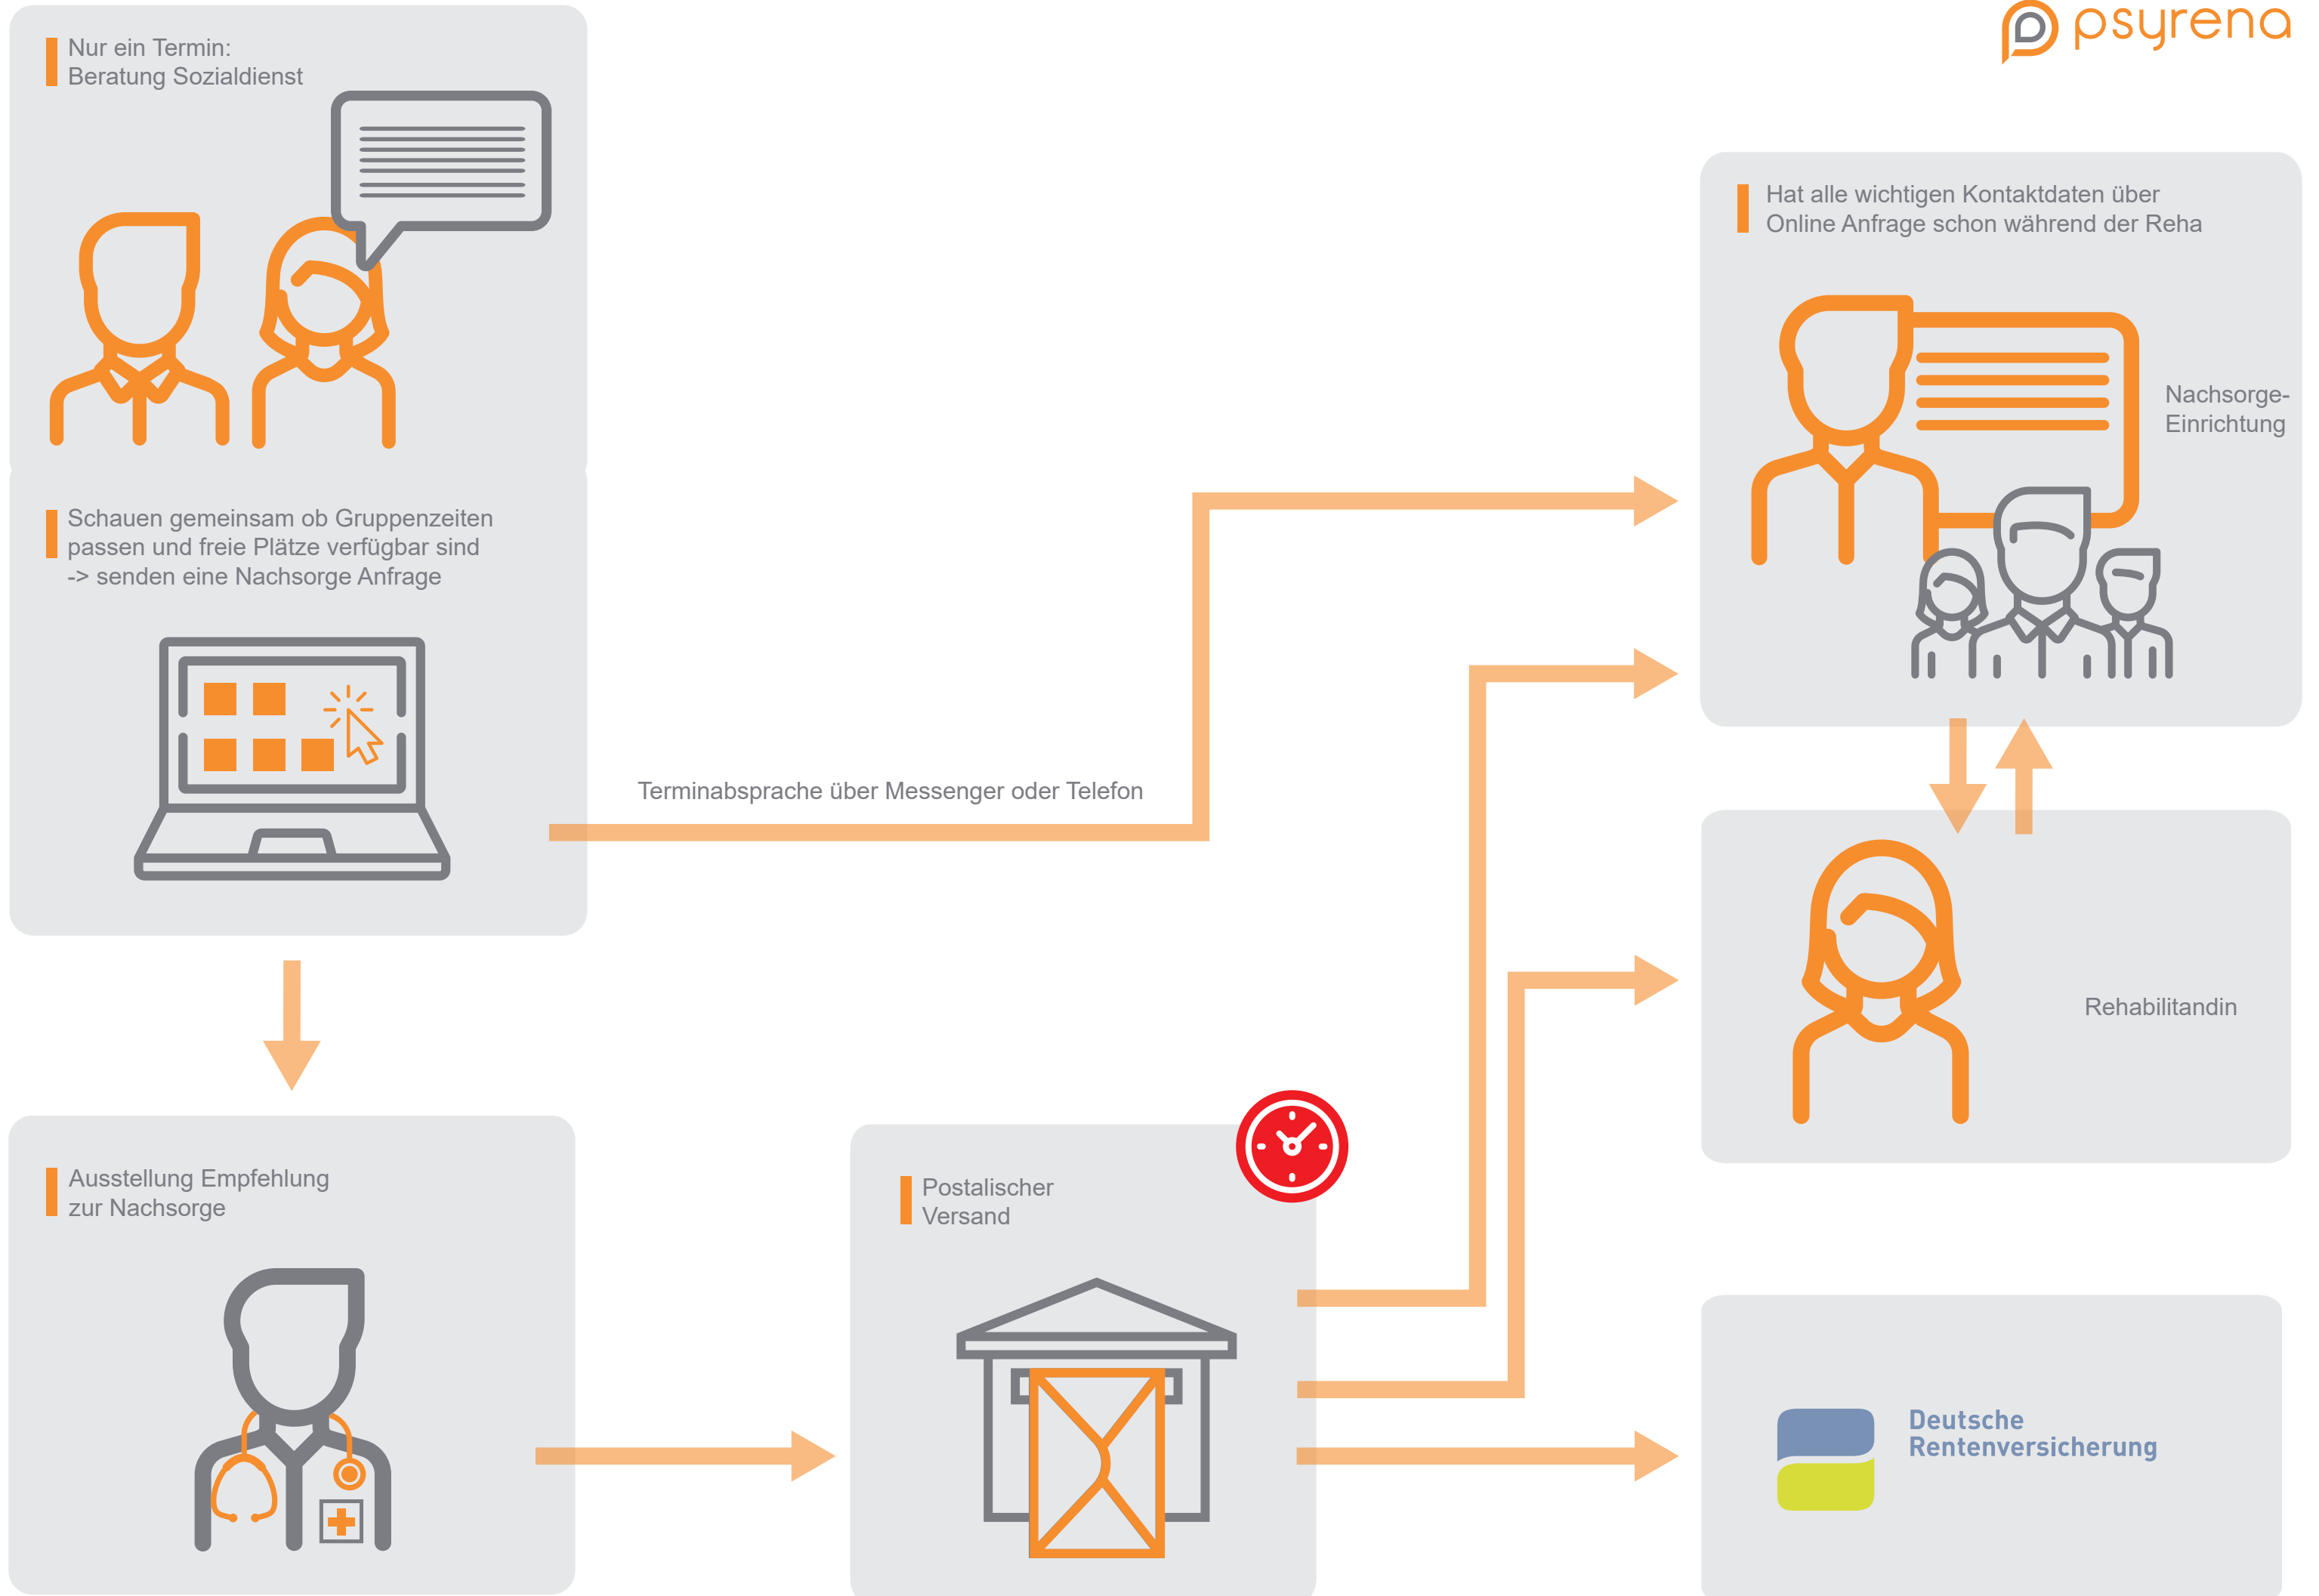 psyrena
Nur ein Termin:
Beratung Sozialdienst
Hat alle wichtigen Kontaktdaten über
Online Anfrage schon während der Reha
Nachsorge-
Einrichtung
Schauen gemeinsam ob Gruppenzeiten
passen und freie Plätze verfügbar sind
-> senden eine Nachsorge Anfrage
Terminabsprache über Messenger oder Telefon
Rehabilitandin
Ausstellung Empfehlung
zur Nachsorge
Postalischer
Versand
Deutsche
Rentenversicherung